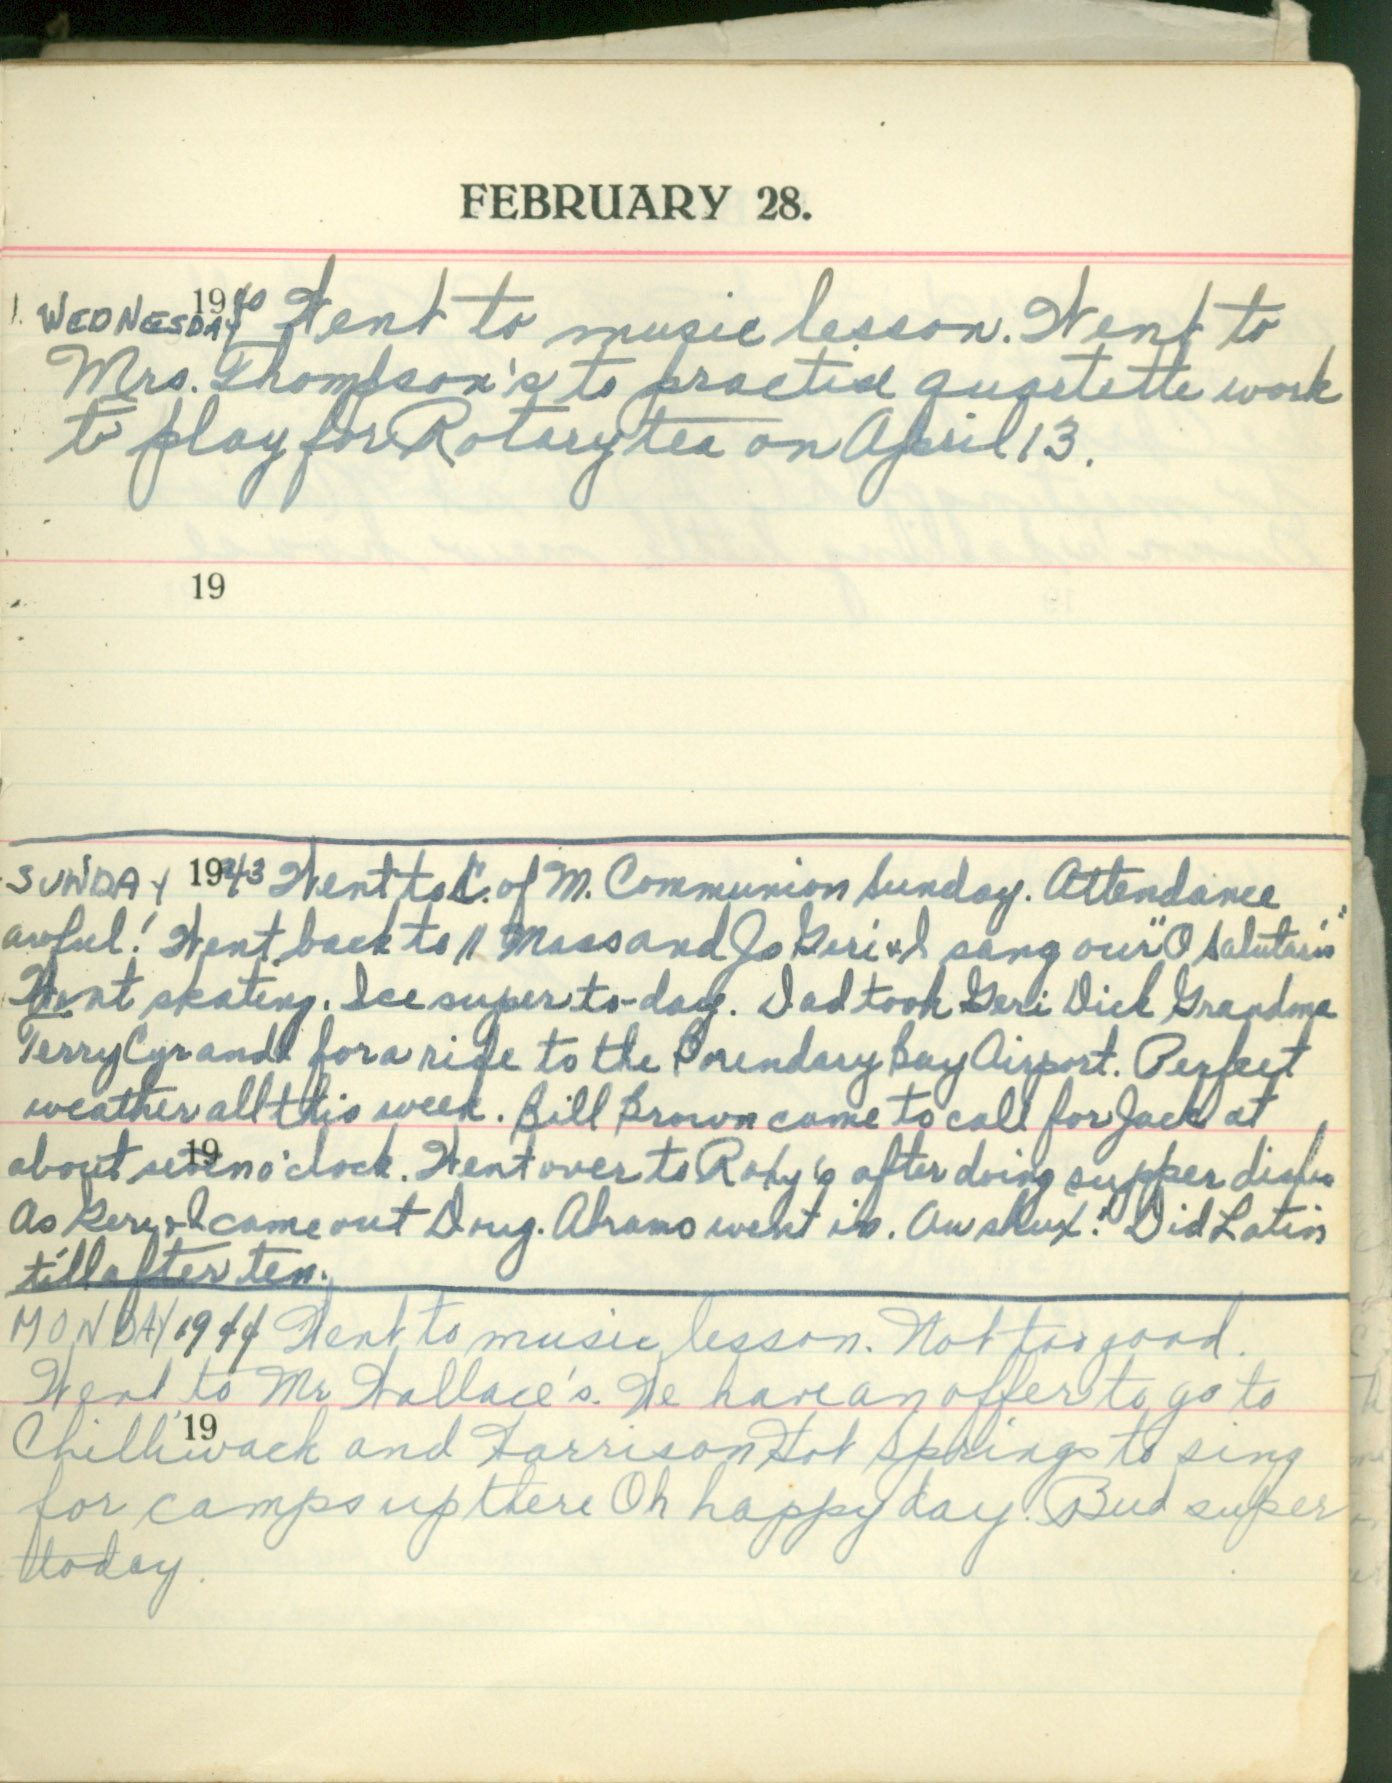 FEBRUARY 28.
WEDNESDAY 1940 Went to music lesson. Went to
Mrs. Thompson's to practise quartette work
to play for Rotary tea on April 13.
19
SUNDAY 1943 Went to C. of M. Communion Sunday. Attendance
awful! Went back to 11 Mass and Jo Geri & I sang our "O Salutaris"
Went skating. Ice super to-day. Dad took Geri Dick Grandma
Terry Cyr and I for a ride to the Boundary Bay Airport. Perfect
weather all this week. Bill Brown came to call for Jack at
19
about seven o'clock. Went over to Roxy's after doing supper dishes
As Gery & I came out Doug. Abrams went in. Aw shux! Did Latin
till after ten.
MONDAY 1944 Went to music lesson. Not too good.
Went to Mr Wallace's. We have an offer to go to
19
Chilliwack and Harrison Hot Springs to sing
for camps up there Oh happy day. Bud super
today.